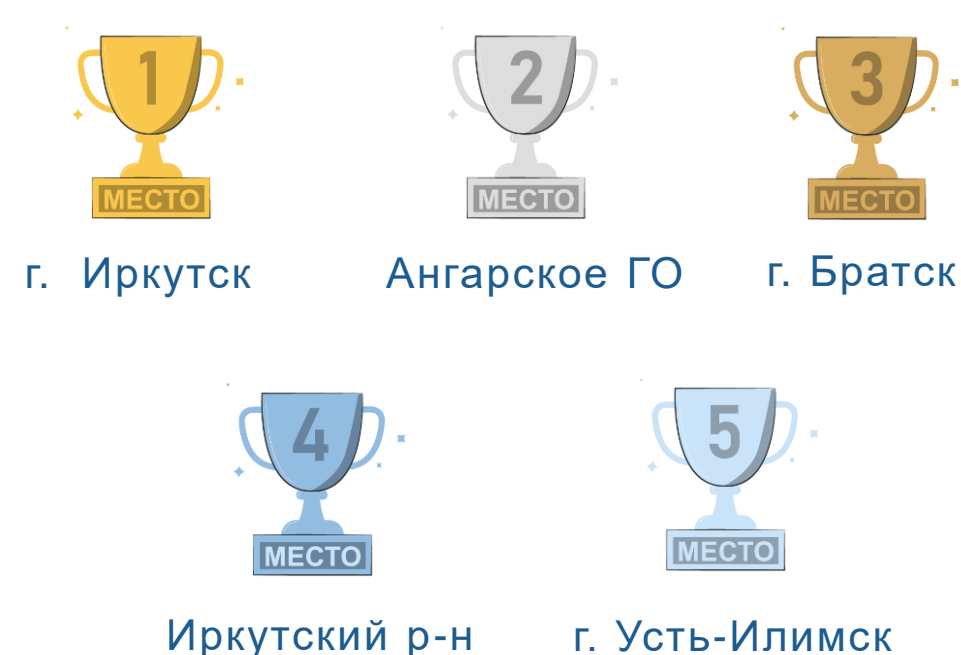 1 2 3
МЕСТО МЕСТО МЕСТО
г. Иркутск Ангарское ГО г. Братск
4 5
МЕСТО МЕСТО
Иркутский р-н г. Усть-Илимск